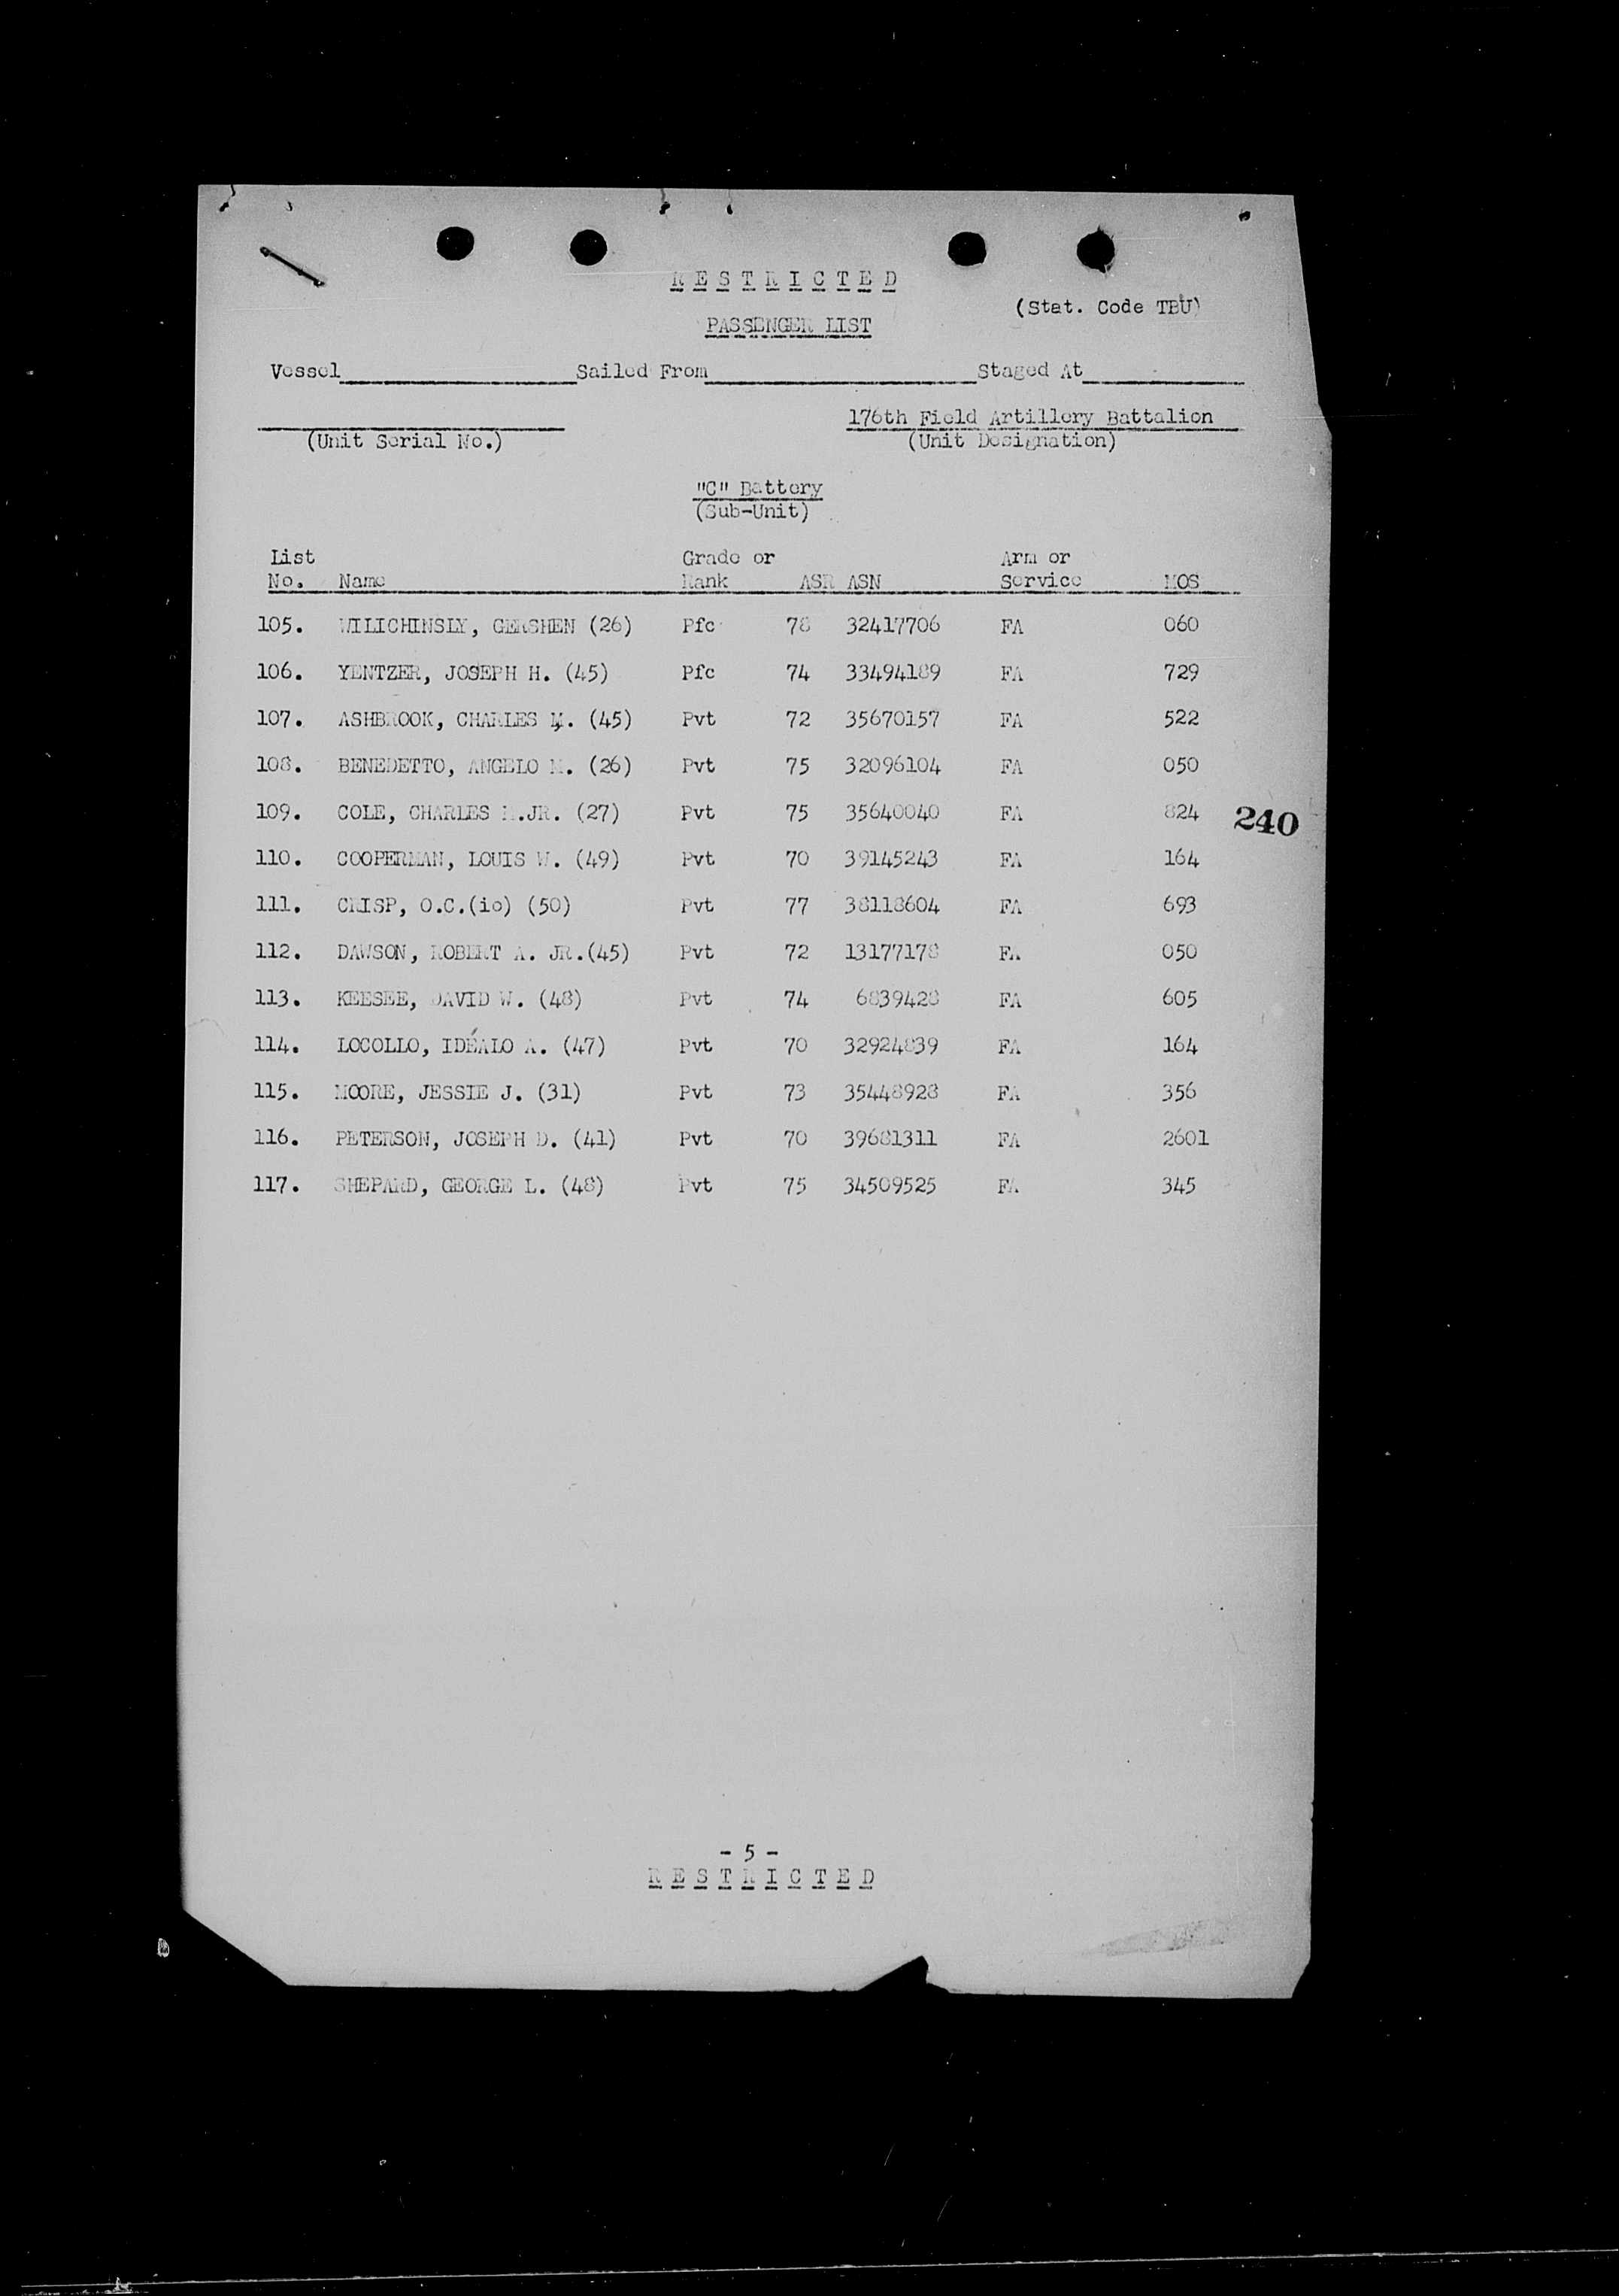 RESTRICTED
(Stat. Code TBU)
PASSENGER LIST
Vessel Sailed From Staged At
176th Field Artillery Battalion
(Unit Serial No.) (Unit Designation)
"C" Battery
(Sub-Unit)
List Grade or Arm or
No. Name Rank ASR ASN Service MOS
105. WILICHINSLY, GERSHEN (26) Pfc 78 32417706 FA 060
106. YENTZER, JOSEPH H. (45) Pfc 74 33494189 FA 729
107. ASHBROOK, CHARLES M. (45) Pvt 72 35670157 FA 522
108. BENEDETTO, ANGELO M. (26) Pvt 75 32096104 FA 050
109. COLE, CHARLES JR. (27) Pvt 75 35640040 FA 824
240
110. COOPERMAN, LOUIS W. (49) Pvt 70 39145243 FA 164
111. CRISP, O.C.(io) (50) Pvt 77 38118604 FA 693
112. DAWSON, ROBERT A. JR.(45) Pvt 72 13177178 FA 050
113. KEESEE, DAVID W. (48) Pvt 74 6839428 FA 605
114. LOCOLLO, IDÉALO A. (47) Pvt 70 32924839 FA 164
115. MOORE, JESSIE J. (31) Pvt 73 35448928 FA 356
116. PETERSON, JOSEPH D. (41) Pvt 70 39681311 FA 2601
117. SHEPARD, GEORGE L. (48) Pvt 75 34509525 FA 345
- 5 -
RESTRICTED